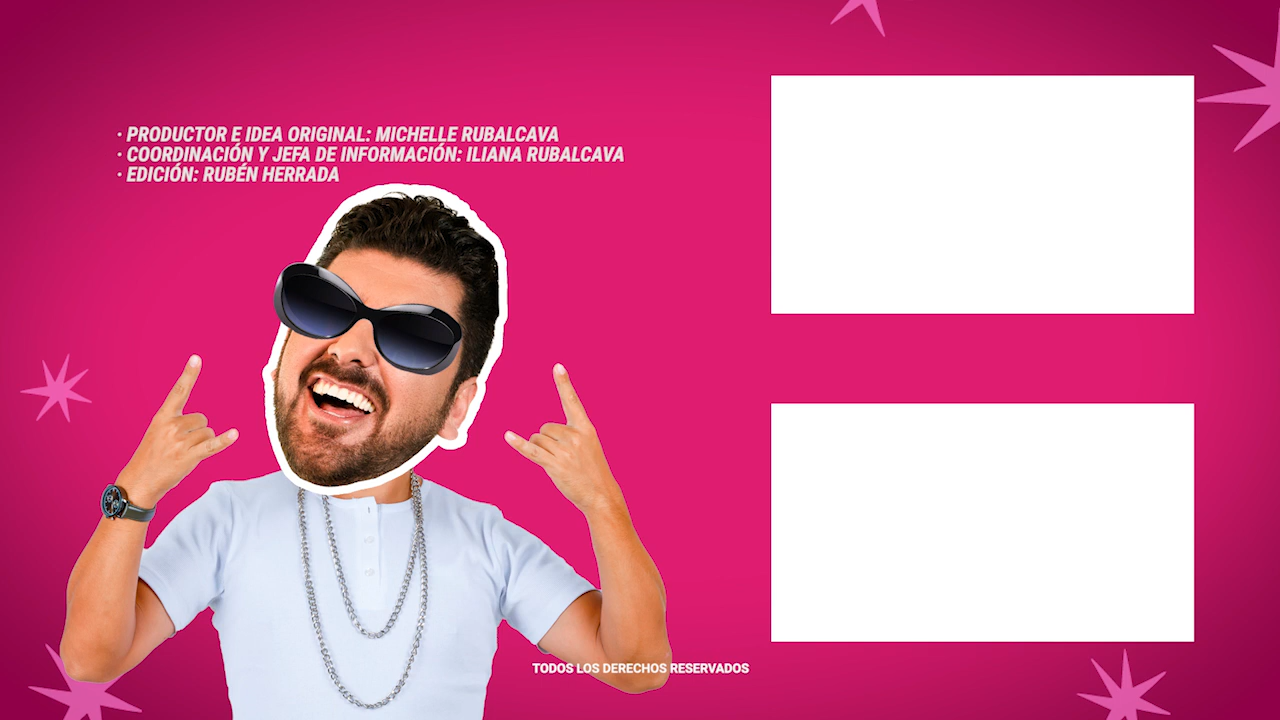 · PRODUCTOR E IDEA ORIGINAL: MICHELLE RUBALCAVA
· COORDINACIÓN Y JEFA DE INFORMACIÓN: ILIANA RUBALCAVA
· EDICIÓN: RUBÉN HERRADA
TODOS LOS DERECHOS RESERVADOS